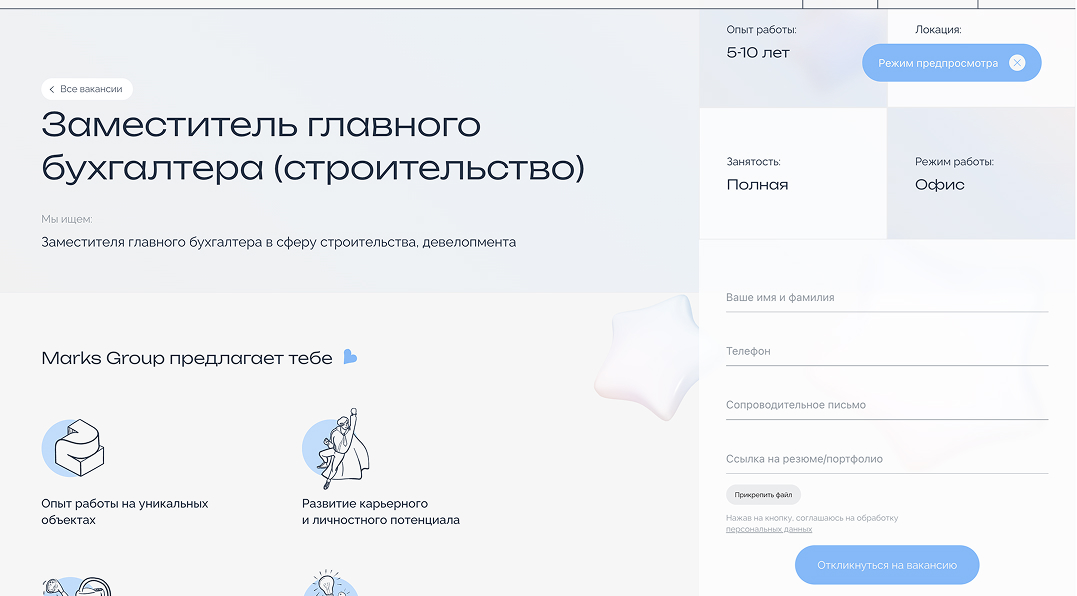 Все вакансии
Заместитель главного
бухгалтера (строительство)
Мы ищем:
Заместителя главного бухгалтера в сферу строительства, девелопмента
Опыт работы:
5-10 лет
Локация:
Режим предпросмотра
Занятость:
Полная
Режим работы:
Офис
Marks Group предлагает тебе
Опыт работы на уникальных
объектах
Развитие карьерного
и личностного потенциала
Ваше имя и фамилия
Телефон
Сопроводительное письмо
Ссылка на резюме/портфолио
Прикрепить файл
Нажав на кнопку, соглашаюсь на обработку
персональных данных
Откликнуться на вакансию